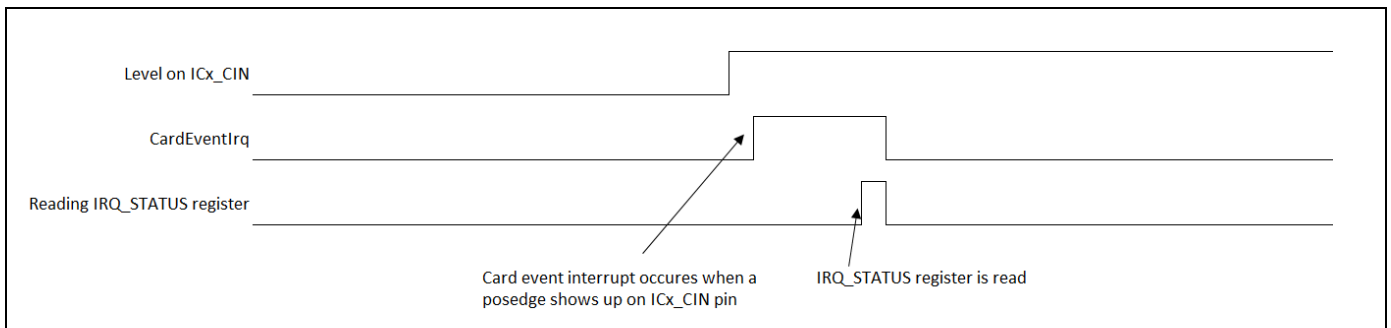 Level on ICx_CIN
CardEventIrq
Reading IRQ_STATUS register
Card event interrupt occures when a
posedge shows up on ICx_CIN pin
IRQ_STATUS register is read